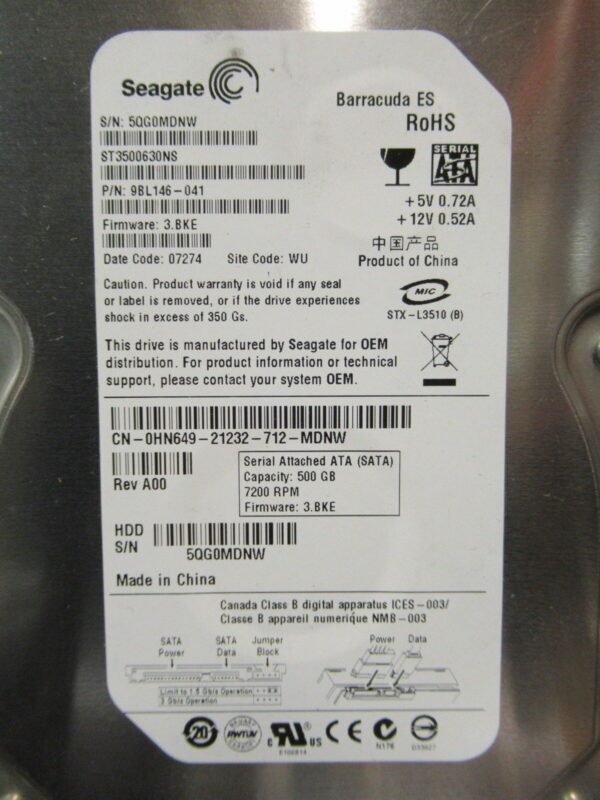 Seagate
Barracuda ES
RoHS
S/N: 5QG0MDNW
ST3500630NS
SERIAL
ATA
P/N: 9BL146-041
+5V 0.72A
+12V 0.52A
Firmware: 3.BKE
中国产品
Date Code: 07274 Site Code: WU
Product of China
Caution. Product warranty is void if any seal
or label is removed, or if the drive experiences
shock in excess of 350 Gs.
MIC
STX-L3510 (B)
This drive is manufactured by Seagate for OEM
distribution. For product information or technical
support, please contact your system OEM.
CN-0HN649-21232-712-MDNW
Rev A00
Serial Attached ATA (SATA)
Capacity: 500 GB
7200 RPM
Firmware: 3.BKE
HDD
S/N
5QG0MDNW
Made in China
Canada Class B digital apparatus ICES-003/
Classe B appareil numerique NMB-003
SATA Power
SATA Data
Jumper Block
Power Data
Limit to 1.5 Gb/s Operation
3 Gb/s Operation
20
RWTÜV
C US
CE
N176